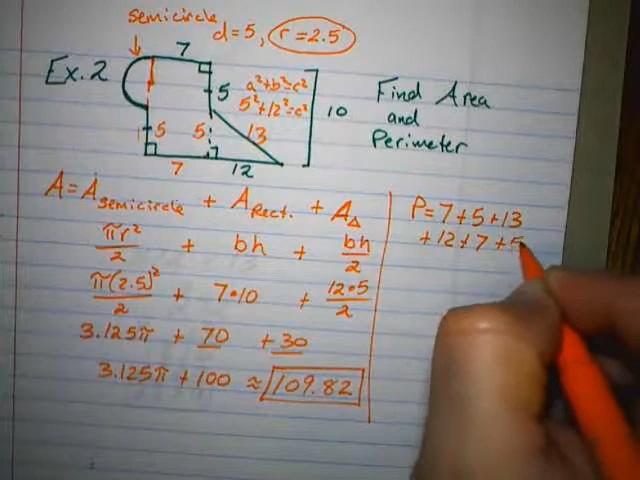 semicircle
d=5, r=2.5
Ex.2
7
5
a²+b²=c²
5²+12²=c²
10
5
5
13
7
12
Find Area
and
Perimeter
A = A semicircle + A Rect. + A△
πr²/2 + bh + bh/2
π(2.5)²/2 + 7•10 + 12•5/2
3.125π + 70 + 30
3.125π + 100 ≈ 109.82
P = 7+5+13
+12+7+5